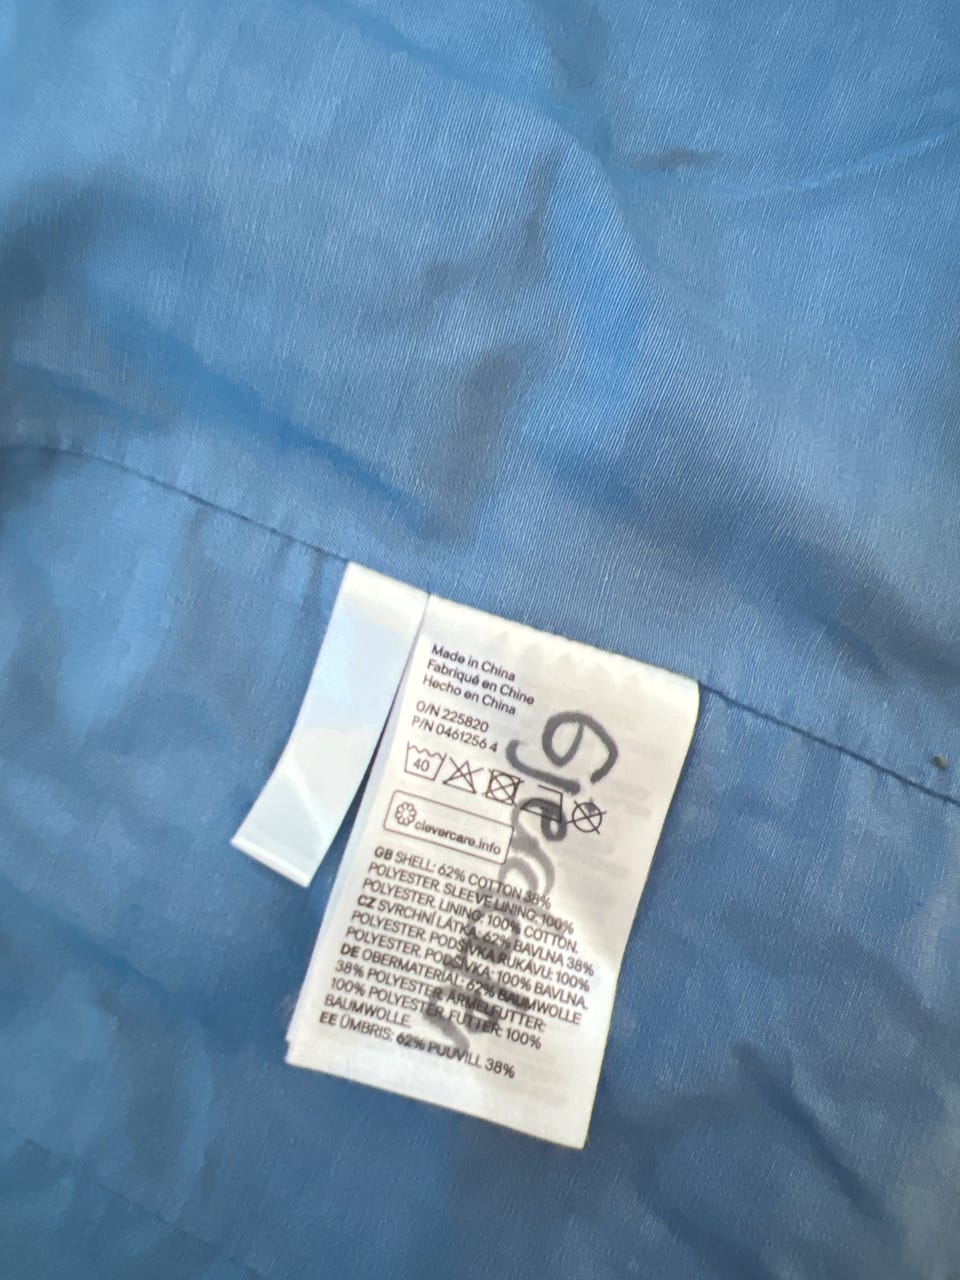 Made in China
Fabriqué en Chine
Hecho en China
O/N 225820
P/N 0461256 4
40
clevercare.info
GB SHELL: 62% COTTON 38%
POLYESTER. SLEEVE LINING: 100%
POLYESTER. LINING: 100% COTTON.
CZ SVRCHNÍ LÁTKA: 62% BAVLNA 38%
POLYESTER. PODŠÍVKA RUKÁVU: 100%
POLYESTER. PODŠÍVKA: 100% BAVLNA.
DE OBERMATERIAL: 62% BAUMWOLLE
38% POLYESTER. ÄRMELFUTTER:
100% POLYESTER. FUTTER: 100%
BAUMWOLLE.
EE ÜMBRIS: 62% PUUVILL 38%